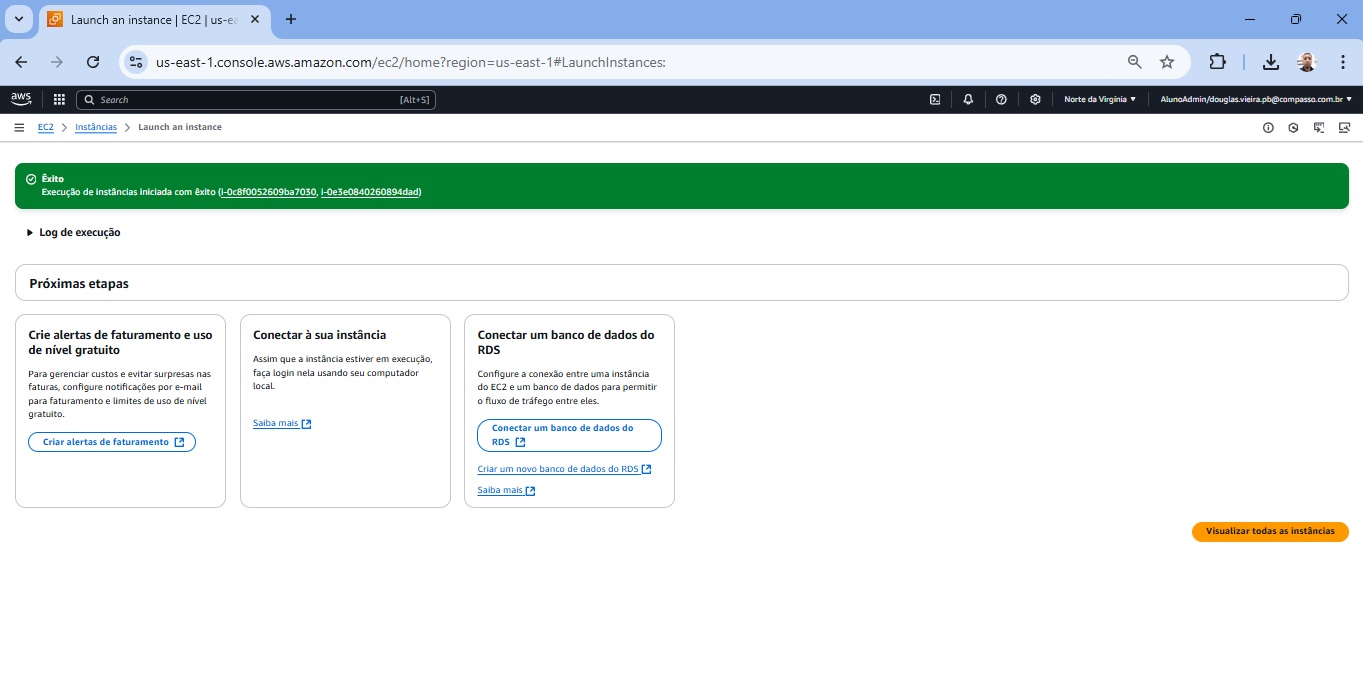 Launch an instance | EC2 | us-ea
us-east-1.console.aws.amazon.com/ec2/home?region=us-east-1#LaunchInstances:
aws
Search
[Alt+S]
Norte da Virgínia
AlunoAdmin/douglas.vieira.pb@compasso.com.br
EC2
Instâncias
Launch an instance
Êxito
Execução de instâncias iniciada com êxito (i-0c8f0052609ba7030, i-0e3e0840260894dad)
Log de execução
Próximas etapas
Crie alertas de faturamento e uso
de nível gratuito
Para gerenciar custos e evitar surpresas nas
faturas, configure notificações por e-mail
para faturamento e limites de uso de nível
gratuito.
Criar alertas de faturamento
Conectar à sua instância
Assim que a instância estiver em execução,
faça login nela usando seu computador
local.
Saiba mais
Conectar um banco de dados do
RDS
Configure a conexão entre uma instância
do EC2 e um banco de dados para permitir
o fluxo de tráfego entre eles.
Conectar um banco de dados do
RDS
Criar um novo banco de dados do RDS
Saiba mais
Visualizar todas as instâncias